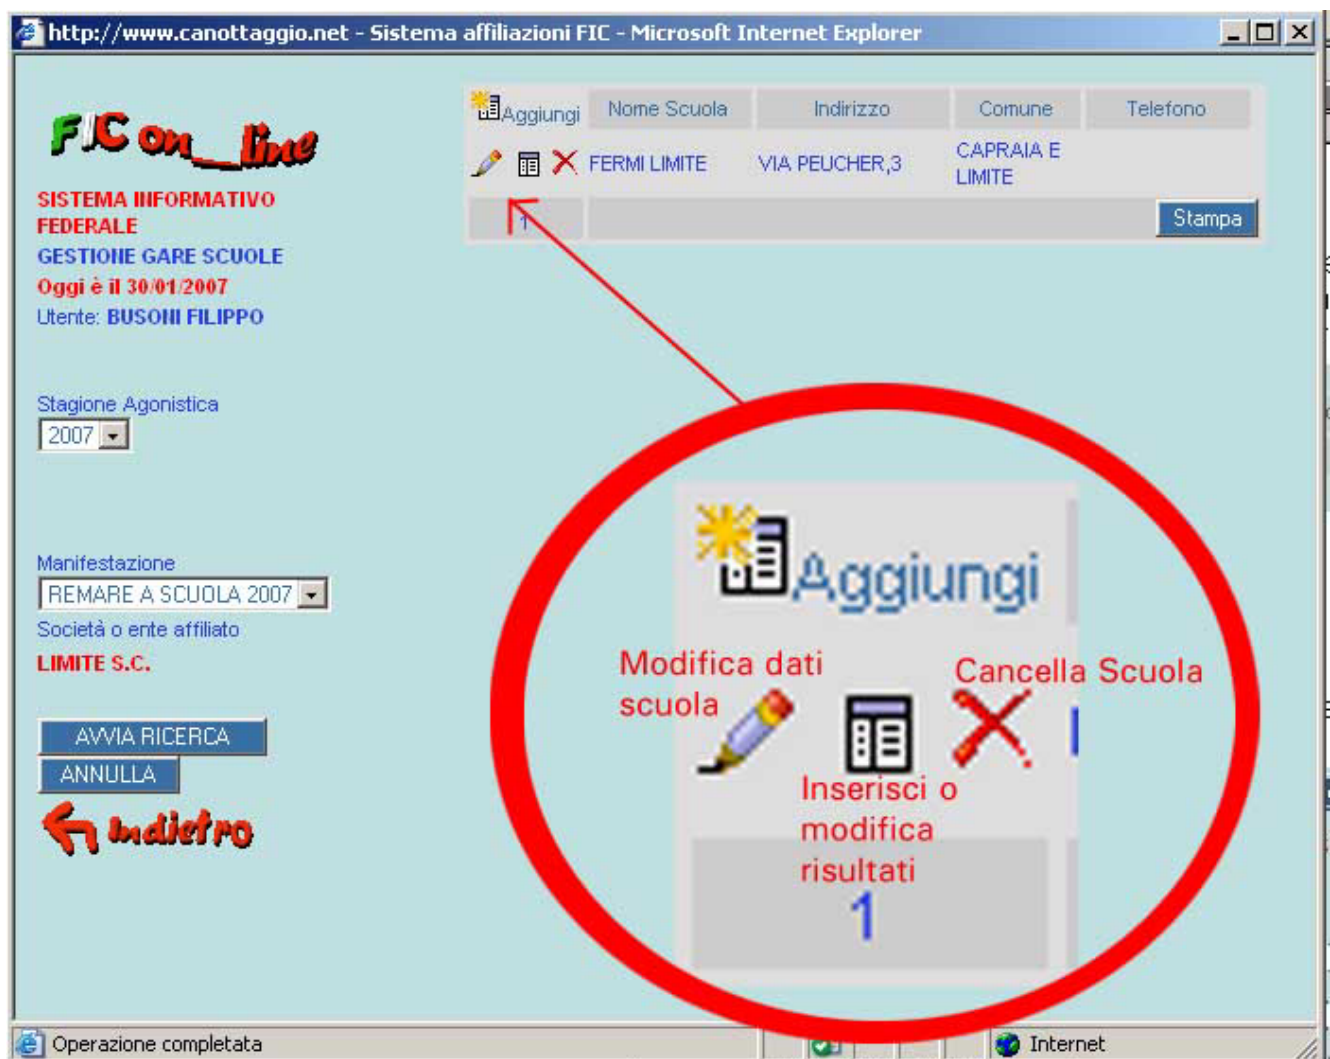 http://www.canottaggio.net - Sistema affiliazioni FIC - Microsoft Internet Explorer
FIC on_line
SISTEMA INFORMATIVO
FEDERALE
GESTIONE GARE SCUOLE
Oggi è il 30/01/2007
Utente: BUSONI FILIPPO
Stagione Agonistica
2007
Manifestazione
REMARE A SCUOLA 2007
Società o ente affiliato
LIMITE S.C.
AVVIA RICERCA
ANNULLA
Indietro
Aggiungi Nome Scuola Indirizzo Comune Telefono
FERMI LIMITE VIA PEUCHER,3 CAPRAIA E
LIMITE
1 Stampa
Aggiungi
Modifica dati
scuola
Cancella Scuola
Inserisci o
modifica
risultati
1
Operazione completata Internet